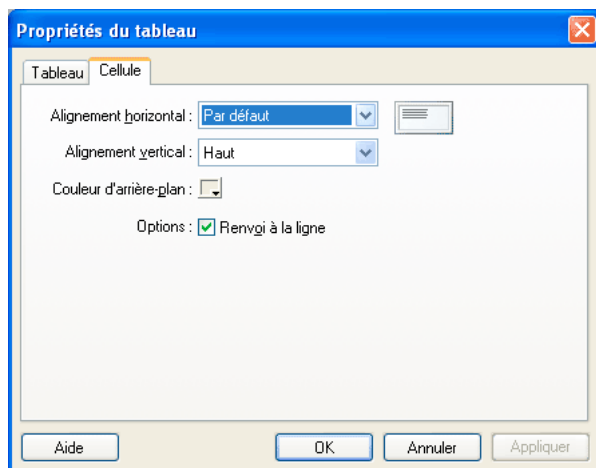 Propriétés du tableau
Tableau Cellule
Alignement horizontal : Par défaut
Alignement vertical : Haut
Couleur d'arrière-plan :
Options : Renvoi à la ligne
Aide OK Annuler Appliquer